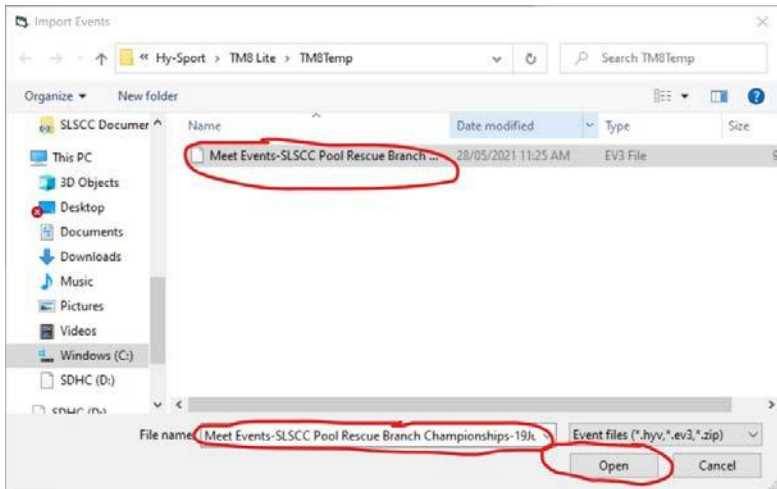 Import Events
« Hy-Sport › TM8 Lite › TM8Temp
Search TM8Temp
Organize
New folder
SLSCC Documer
Name
Date modified
Type
Size
Meet Events-SLSCC Pool Rescue Branch ...
28/05/2021 11:25 AM
EV3 File
9
This PC
3D Objects
Desktop
Documents
Downloads
Music
Pictures
Videos
Windows (C:)
SDHC (D:)
SDHC (D:)
File name:
Meet Events-SLSCC Pool Rescue Branch Championships-19Ju
Event files (*.hyv,*.ev3,*.zip)
Open
Cancel